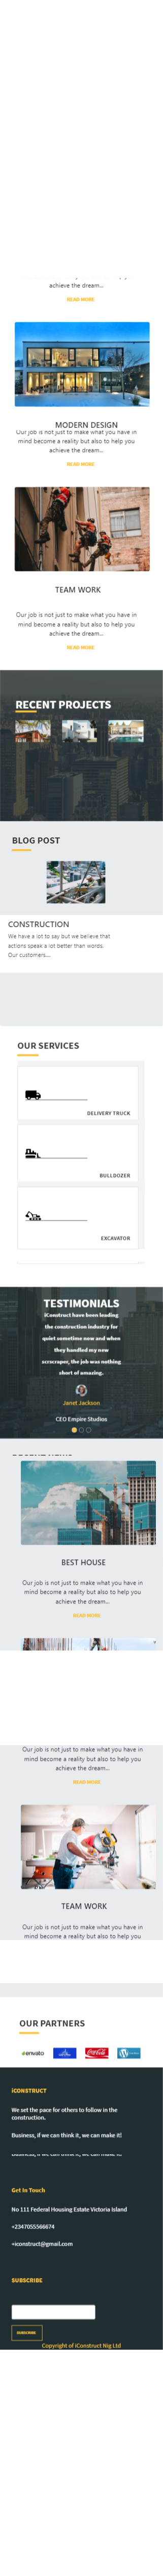 achieve the dream...
READ MORE
MODERN DESIGN
Our job is not just to make what you have in
mind become a reality but also to help you
achieve the dream...
READ MORE
TEAM WORK
Our job is not just to make what you have in
mind become a reality but also to help you
achieve the dream...
READ MORE
RECENT PROJECTS
BLOG POST
CONSTRUCTION
We have a lot to say but we believe that
actions speak a lot better than words.
Our customers....
OUR SERVICES
DELIVERY TRUCK
BULLDOZER
EXCAVATOR
TESTIMONIALS
iConstruct have been leading
the construction industry for
quiet sometime now and when
they handled my new
scracraper, the job was nothing
short of amazing.
Janet Jackson
CEO Empire Studios
BEST HOUSE
Our job is not just to make what you have in
mind become a reality but also to help you
achieve the dream...
READ MORE
Our job is not just to make what you have in
mind become a reality but also to help you
achieve the dream...
READ MORE
TEAM WORK
Our job is not just to make what you have in
mind become a reality but also to help you
OUR PARTNERS
envato
Coca-Cola
WordPress
iCONSTRUCT
We set the pace for others to follow in the
construction.
Business, if we can think it, we can make it!
Get In Touch
No 111 Federal Housing Estate Victoria Island
+2347055566674
+iconstruct@gmail.com
SUBSCRIBE
SUBSCRIBE
Copyright of iConstruct Nig Ltd